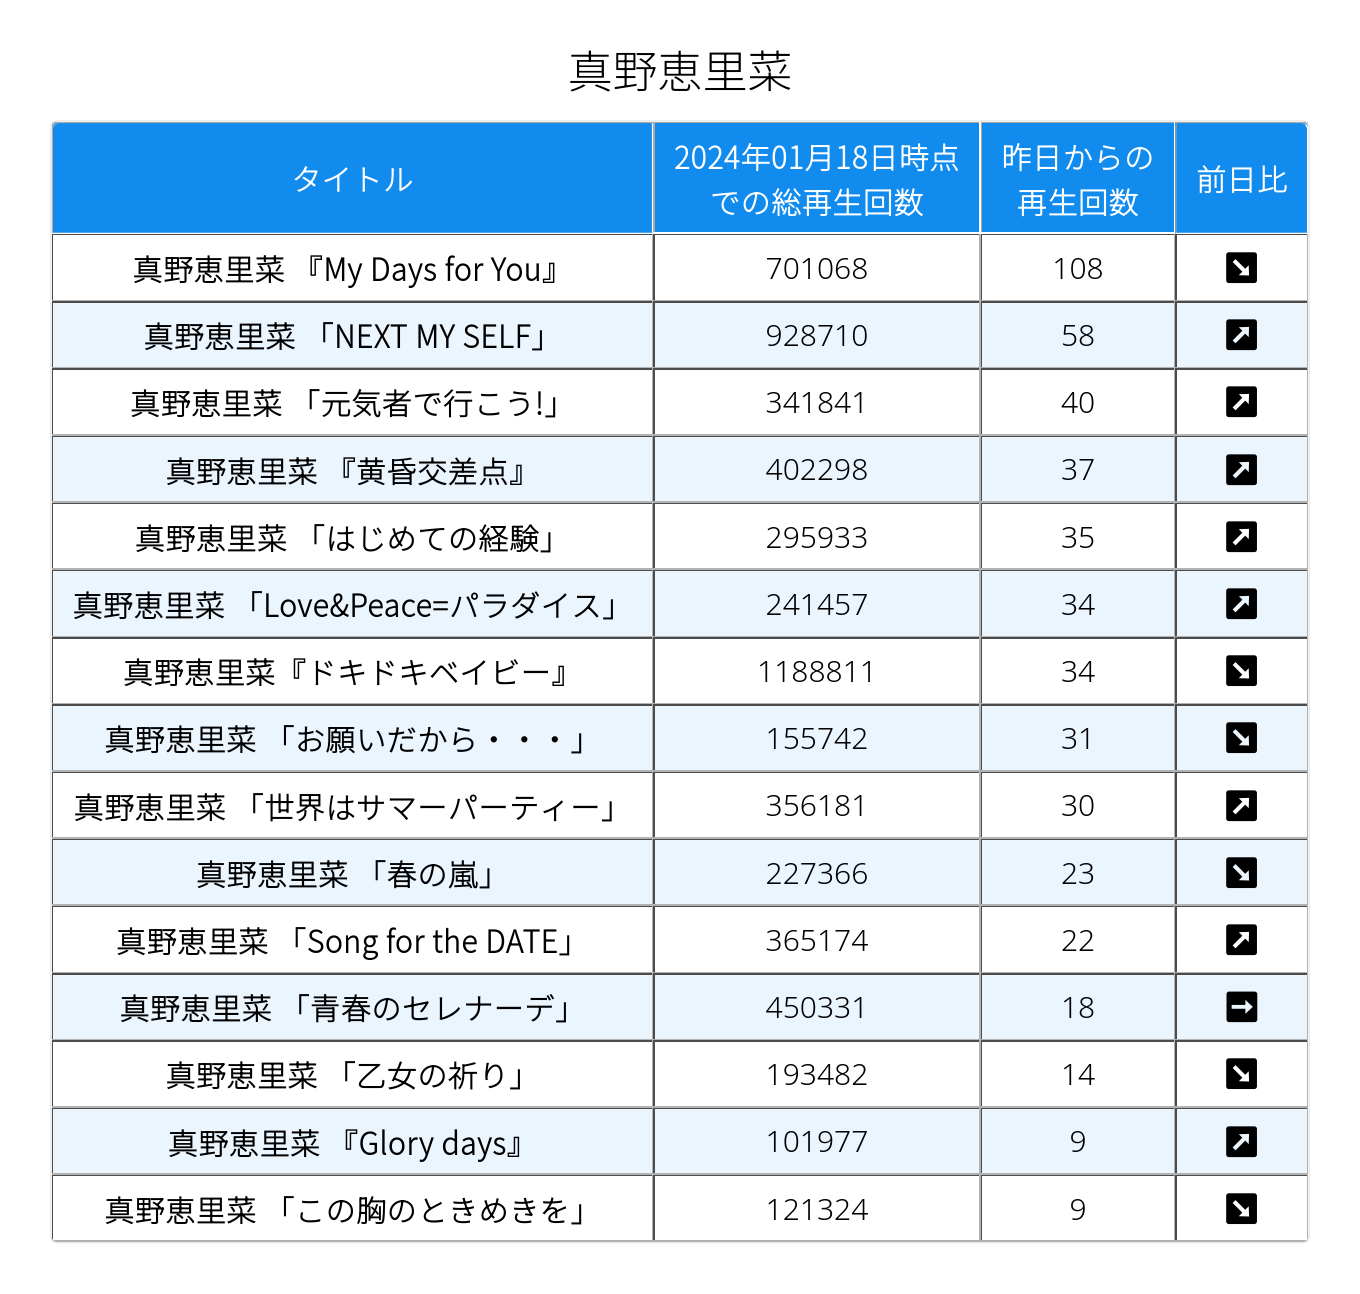 真野恵里菜
タイトル
2024年01月18日時点
での総再生回数
昨日からの
再生回数
前日比
真野恵里菜 『My Days for You』 701068 108 ↘
真野恵里菜 「NEXT MY SELF」 928710 58 ↗
真野恵里菜 「元気者で行こう!」 341841 40 ↗
真野恵里菜 『黄昏交差点』 402298 37 ↗
真野恵里菜 「はじめての経験」 295933 35 ↗
真野恵里菜 「Love&Peace=パラダイス」 241457 34 ↗
真野恵里菜『ドキドキベイビー』 1188811 34 ↘
真野恵里菜 「お願いだから・・・」 155742 31 ↘
真野恵里菜 「世界はサマーパーティー」 356181 30 ↗
真野恵里菜 「春の嵐」 227366 23 ↘
真野恵里菜 「Song for the DATE」 365174 22 ↗
真野恵里菜 「青春のセレナーデ」 450331 18 →
真野恵里菜 「乙女の祈り」 193482 14 ↘
真野恵里菜 『Glory days』 101977 9 ↗
真野恵里菜 「この胸のときめきを」 121324 9 ↘